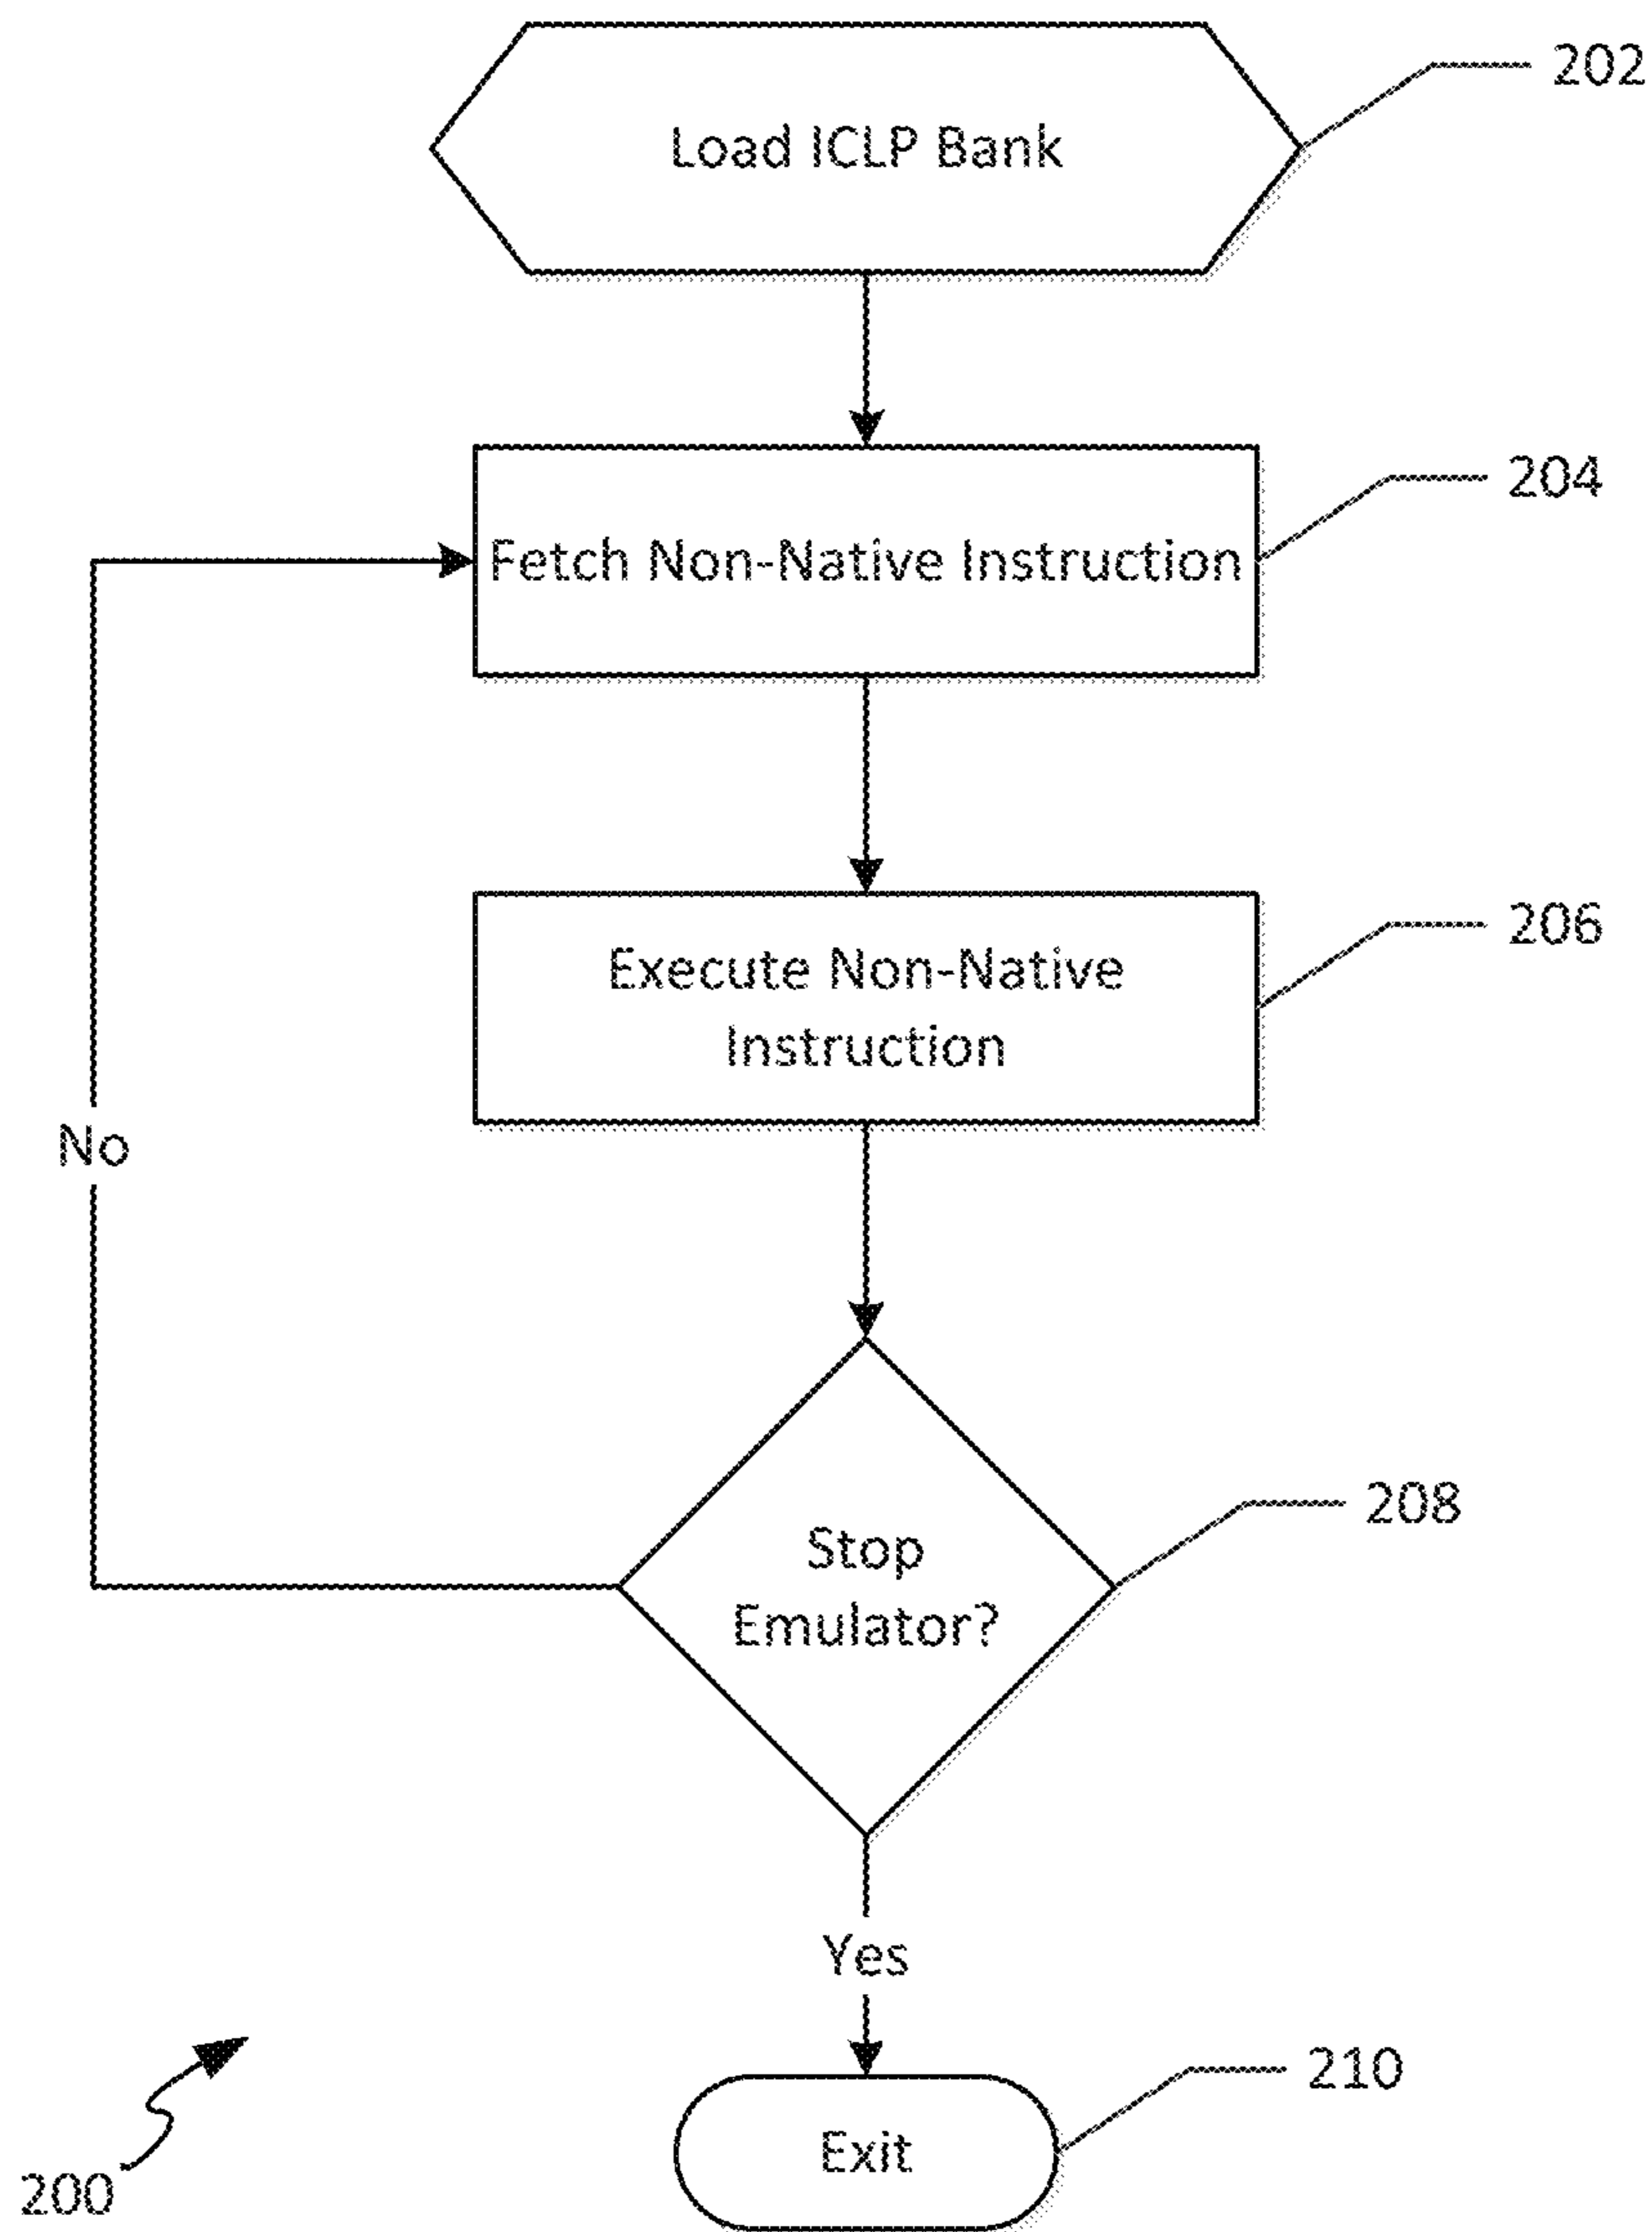 Load ICLP Bank
202
Fetch Non-Native Instruction
204
Execute Non-Native
Instruction
206
No
Stop
Emulator?
208
Yes
Exit
210
200